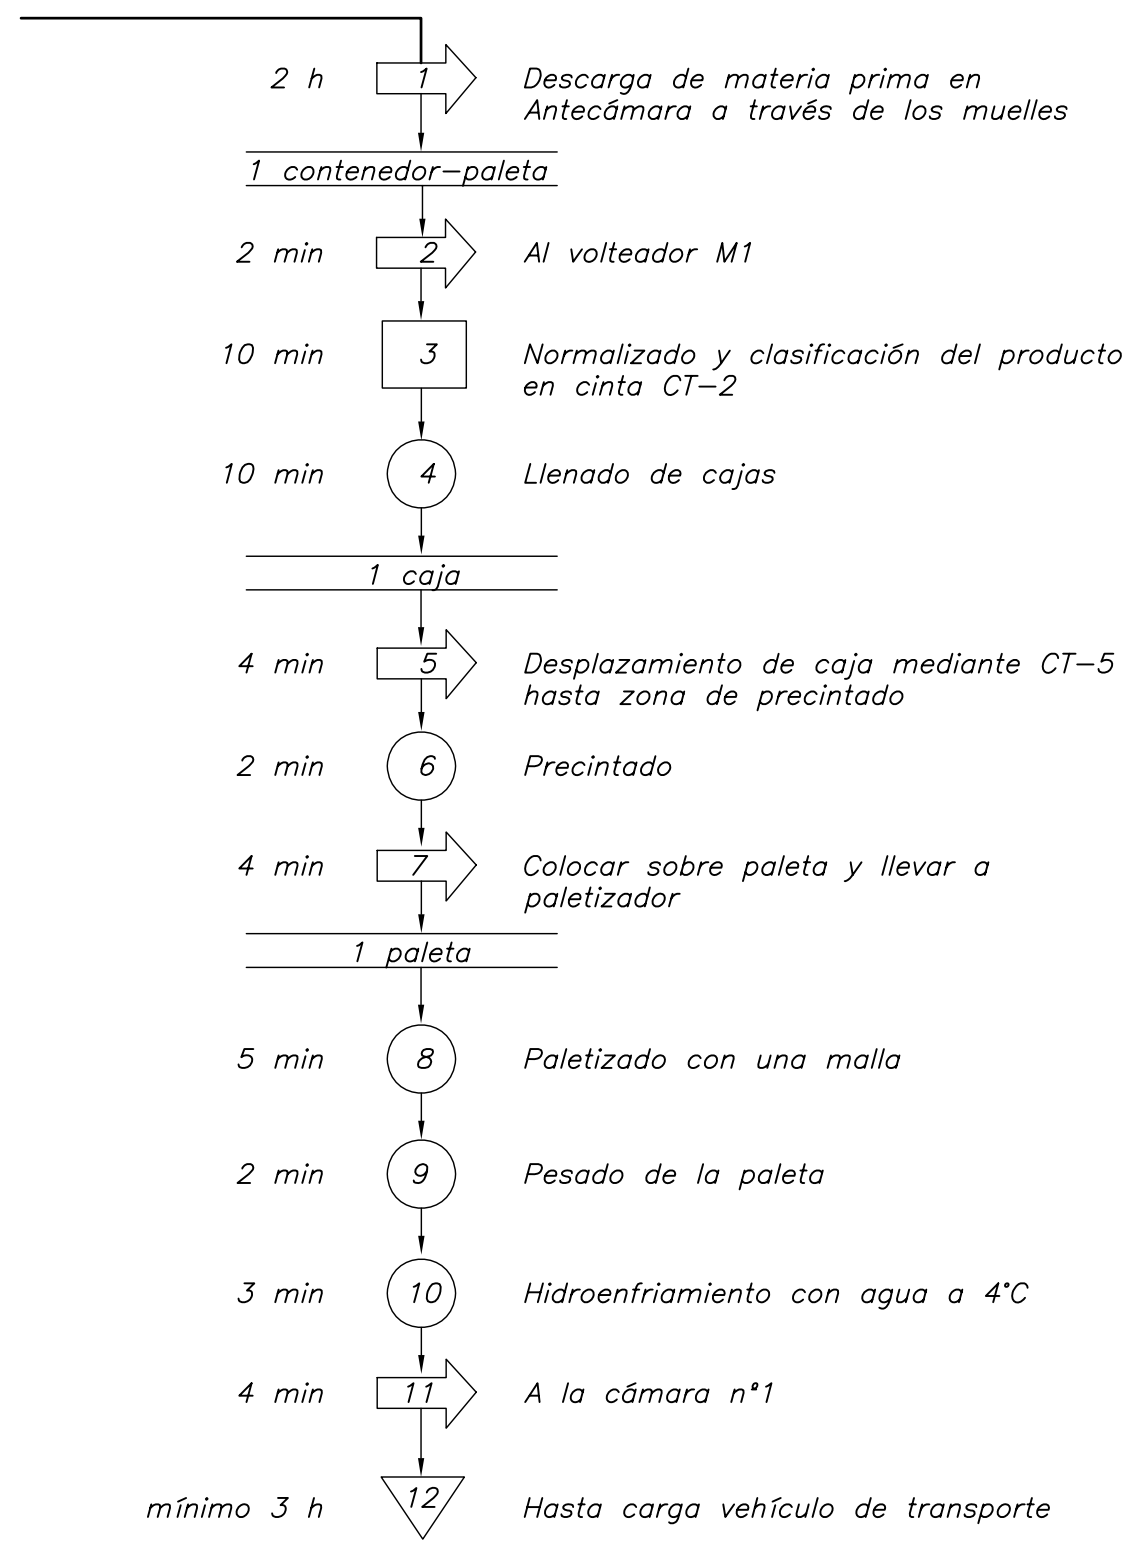 2 h 1 Descarga de materia prima en
Antecámara a través de los muelles
1 contenedor-paleta
2 min 2 Al volteador M1
10 min 3 Normalizado y clasificación del producto
en cinta CT-2
10 min 4 Llenado de cajas
1 caja
4 min 5 Desplazamiento de caja mediante CT-5
hasta zona de precintado
2 min 6 Precintado
4 min 7 Colocar sobre paleta y llevar a
paletizador
1 paleta
5 min 8 Paletizado con una malla
2 min 9 Pesado de la paleta
3 min 10 Hidroenfriamiento con agua a 4°C
4 min 11 A la cámara nª1
mínimo 3 h 12 Hasta carga vehículo de transporte